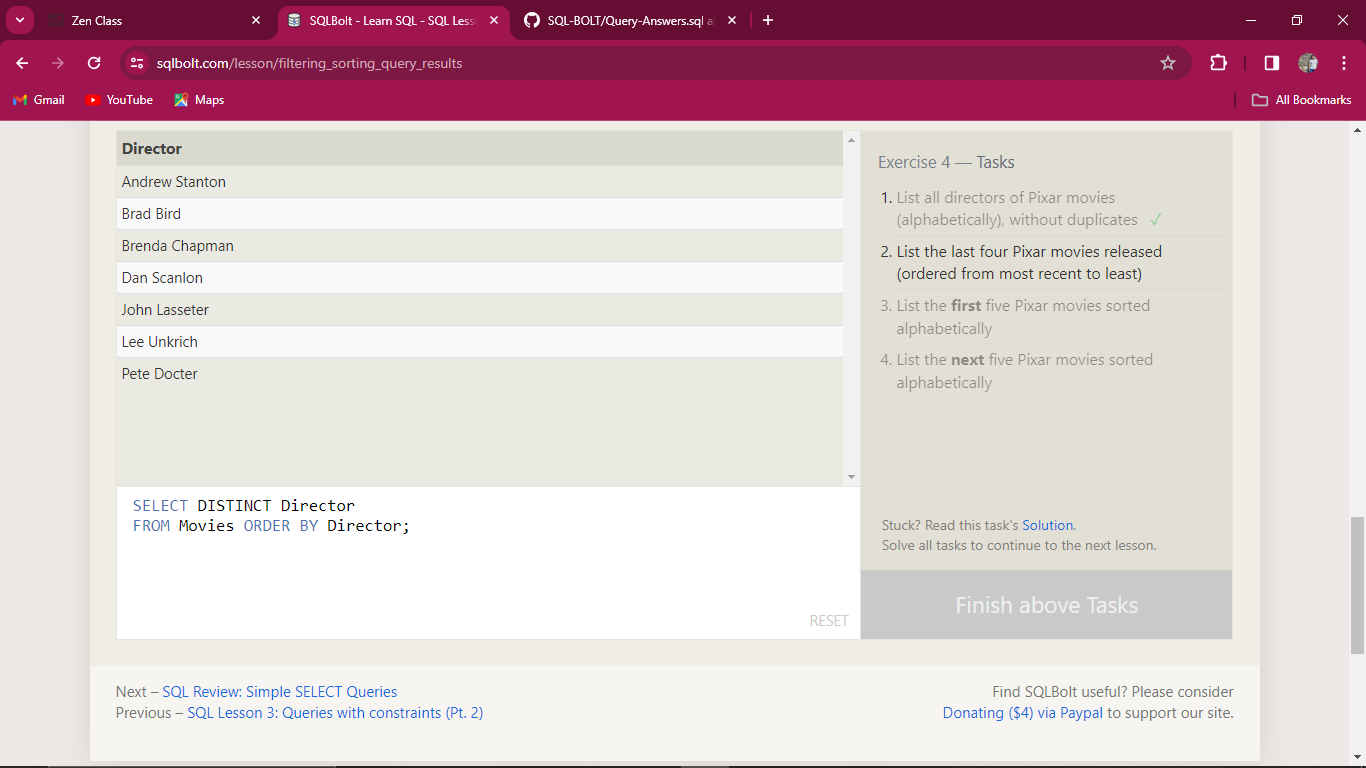 Zen Class
SQLBolt - Learn SQL - SQL Less
SQL-BOLT/Query-Answers.sql a
sqlbolt.com/lesson/filtering_sorting_query_results
Gmail
YouTube
Maps
All Bookmarks
Director
Andrew Stanton
Brad Bird
Brenda Chapman
Dan Scanlon
John Lasseter
Lee Unkrich
Pete Docter
SELECT DISTINCT Director
FROM Movies ORDER BY Director;
RESET
Exercise 4 — Tasks
1. List all directors of Pixar movies
(alphabetically), without duplicates ✓
2. List the last four Pixar movies released
(ordered from most recent to least)
3. List the first five Pixar movies sorted
alphabetically
4. List the next five Pixar movies sorted
alphabetically
Stuck? Read this task's Solution.
Solve all tasks to continue to the next lesson.
Finish above Tasks
Next – SQL Review: Simple SELECT Queries
Previous – SQL Lesson 3: Queries with constraints (Pt. 2)
Find SQLBolt useful? Please consider
Donating ($4) via Paypal to support our site.